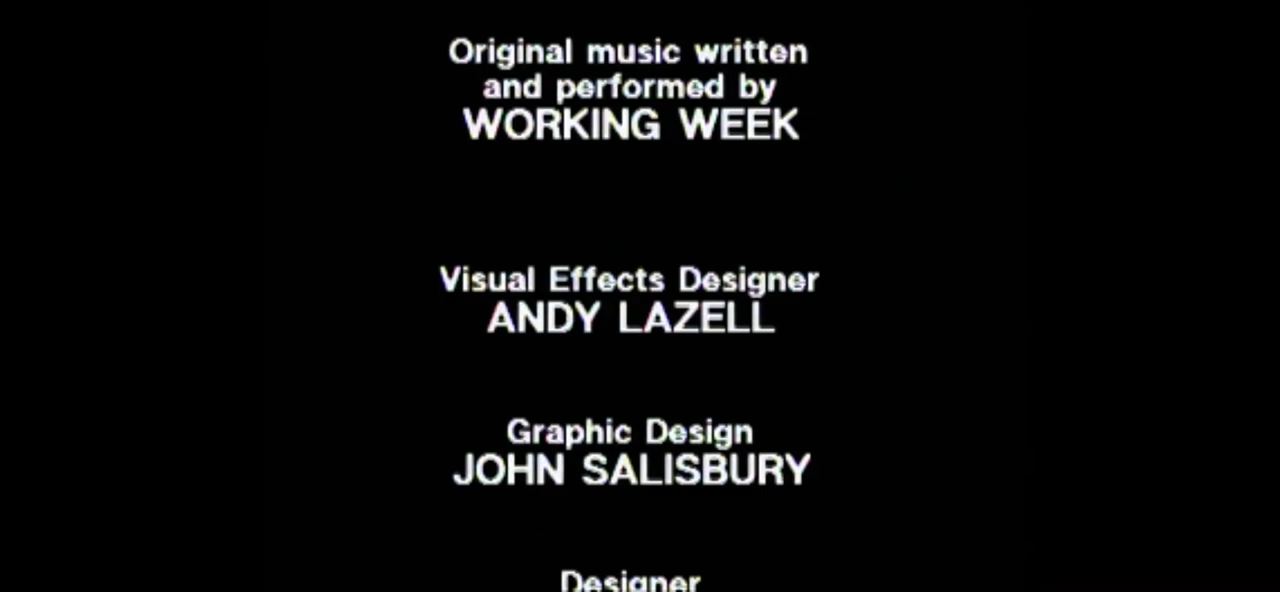 Original music written
and performed by
WORKING WEEK
Visual Effects Designer
ANDY LAZELL
Graphic Design
JOHN SALISBURY
Designer